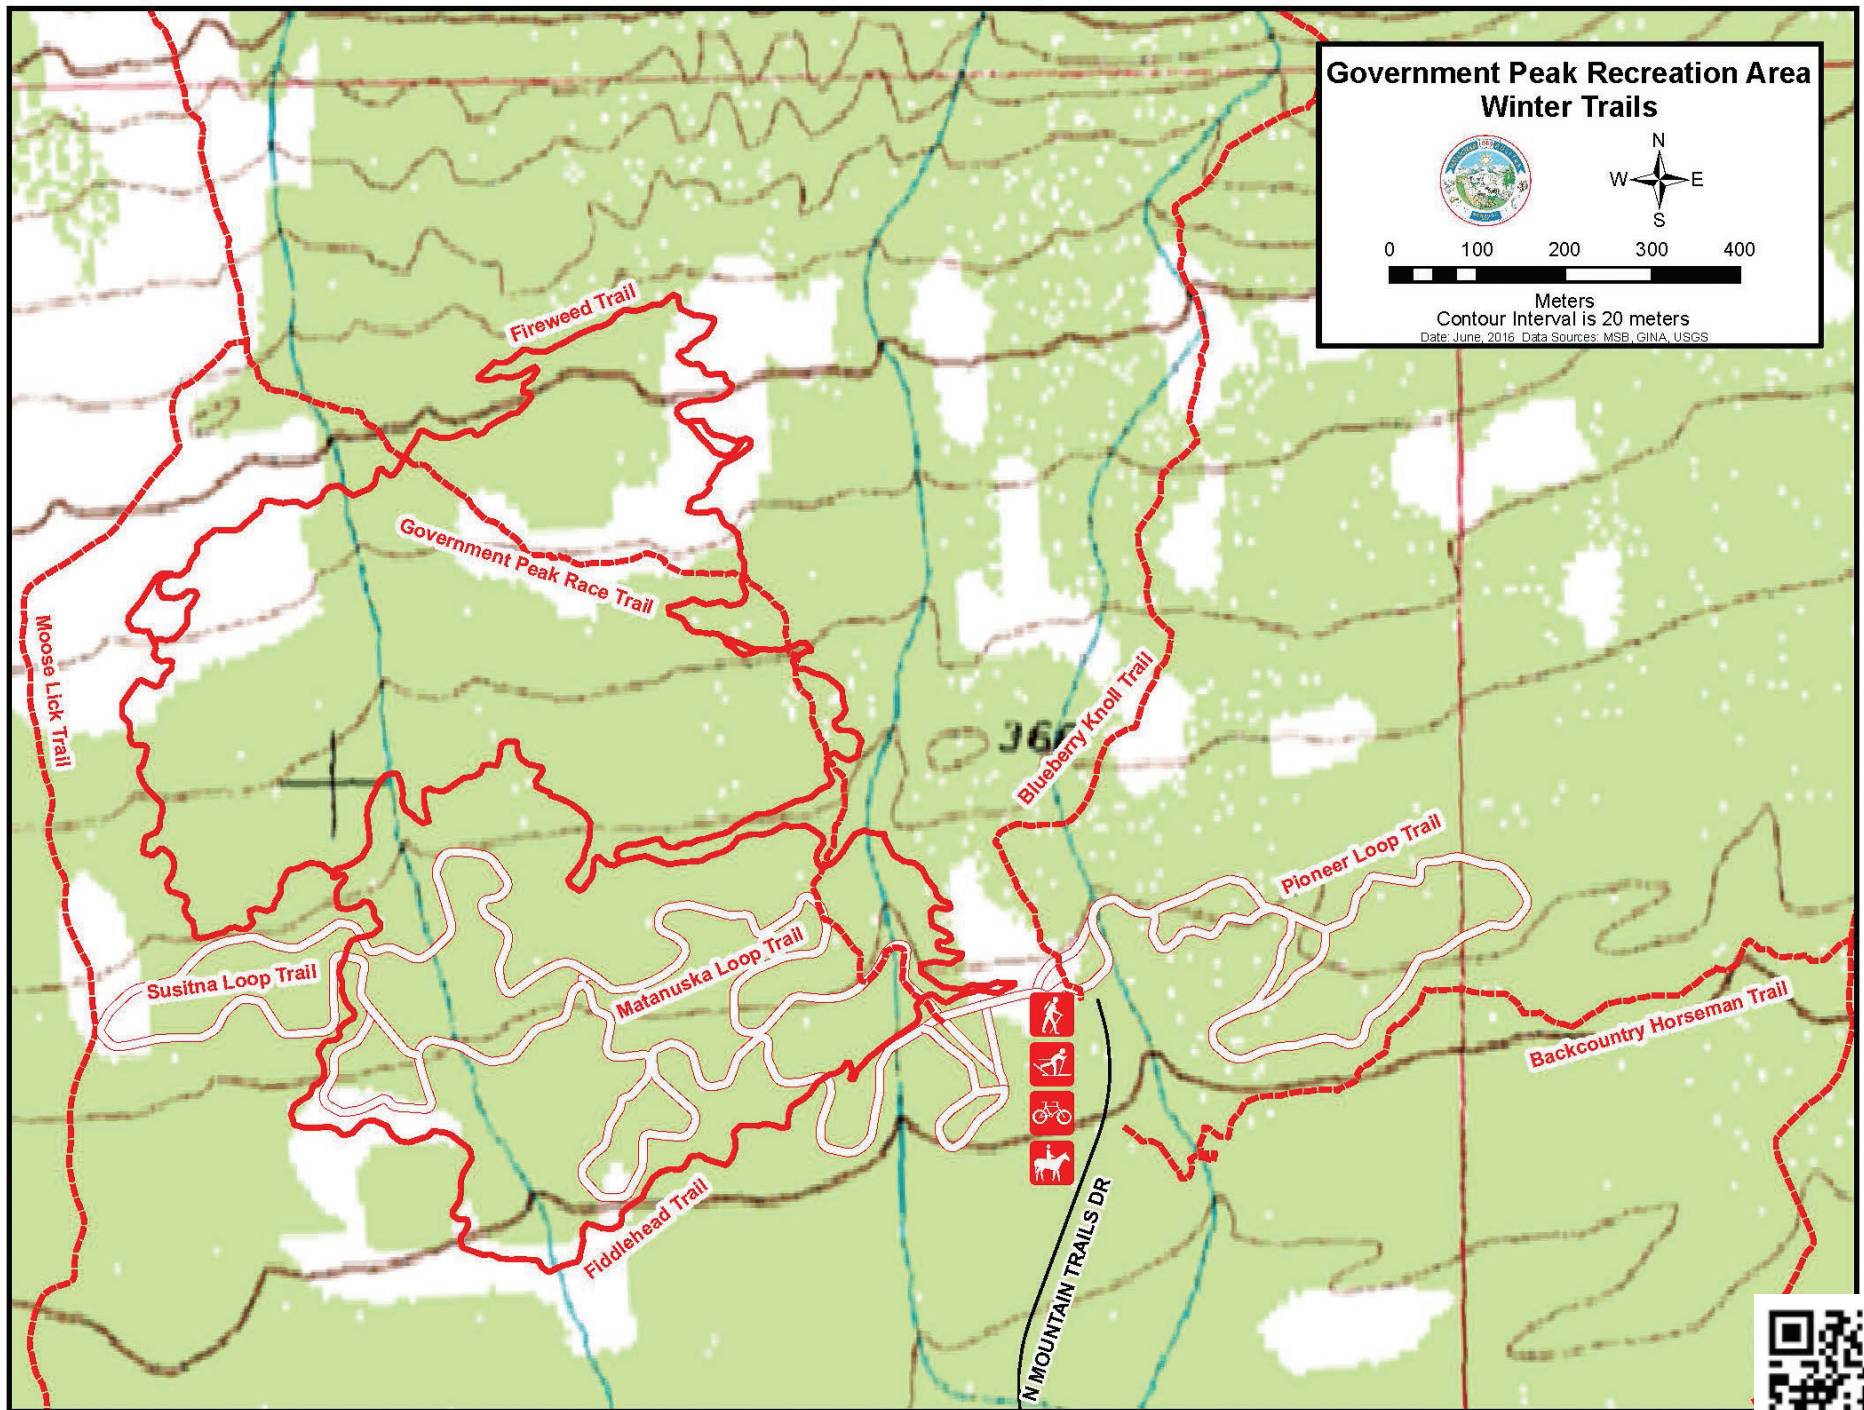 Government Peak Recreation Area
Winter Trails
N
W E
S
0 100 200 300 400
Meters
Contour Interval is 20 meters
Date: June, 2016 Data Sources: MSB, GINA, USGS
Fireweed Trail
Government Peak Race Trail
Moose Lick Trail
Blueberry Knoll Trail
Pioneer Loop Trail
Matanuska Loop Trail
Susitna Loop Trail
Backcountry Horseman Trail
Fiddlehead Trail
N MOUNTAIN TRAILS DR